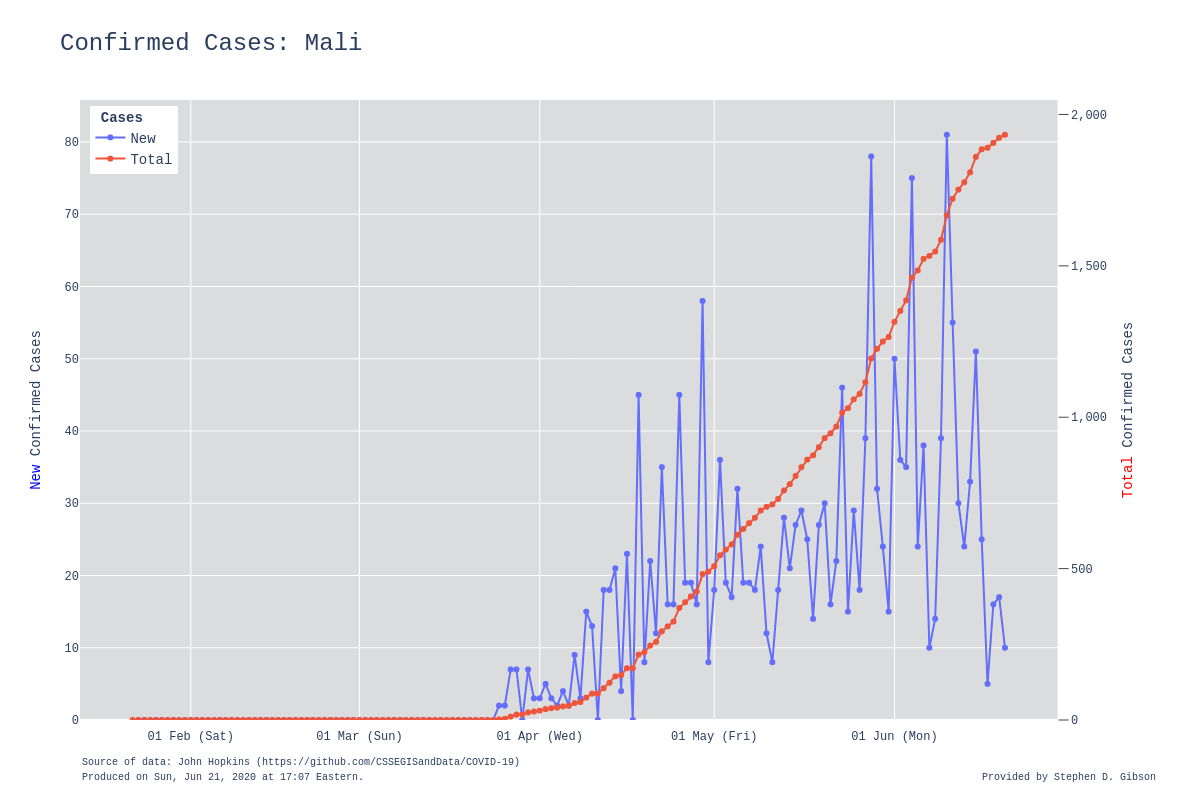 Confirmed Cases: Mali
Cases
New
Total
80
70
60
50
40
30
20
10
0
2,000
1,500
1,000
500
0
New Confirmed Cases
Total Confirmed Cases
01 Feb (Sat)
01 Mar (Sun)
01 Apr (Wed)
01 May (Fri)
01 Jun (Mon)
Source of data: John Hopkins (https://github.com/CSSEGISandData/COVID-19)
Produced on Sun, Jun 21, 2020 at 17:07 Eastern.
Provided by Stephen D. Gibson